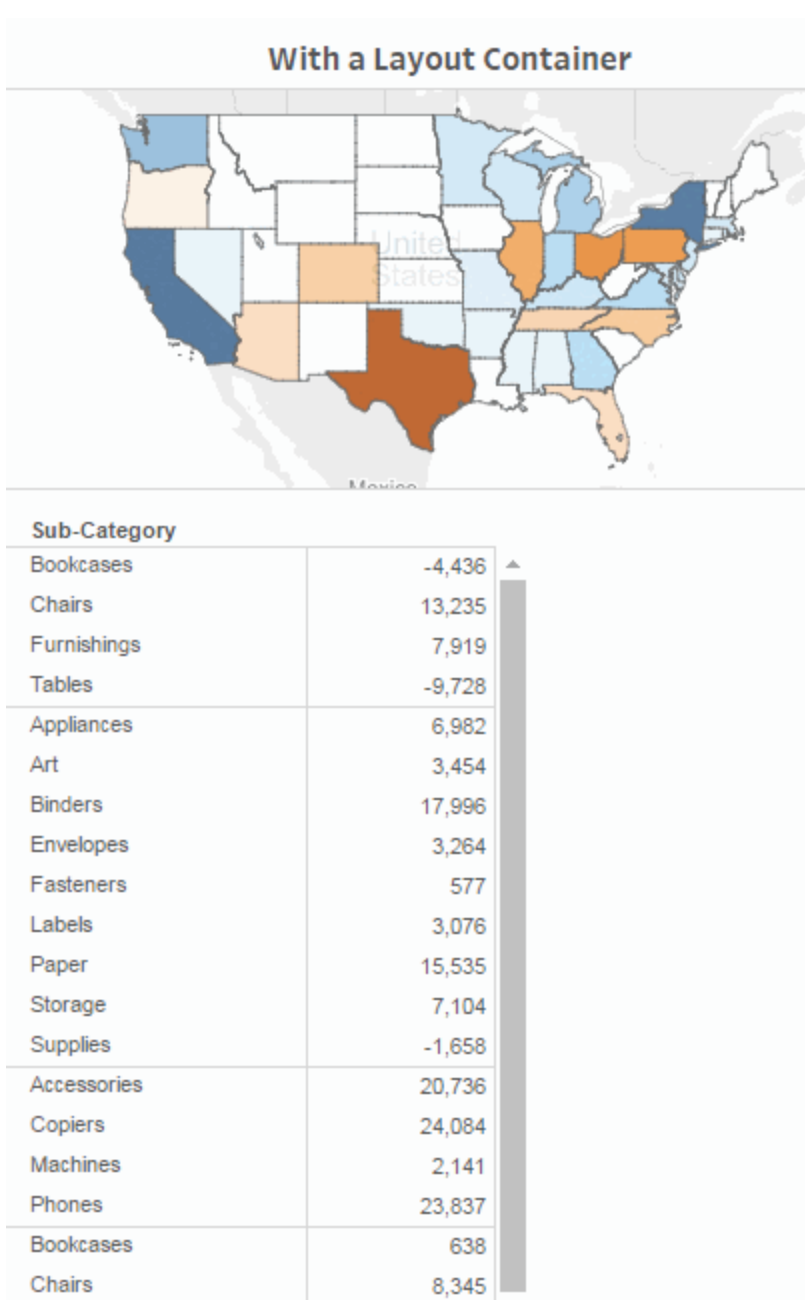 With a Layout Container
United
States
Mexico
Sub-Category
Bookcases -4,436
Chairs 13,235
Furnishings 7,919
Tables -9,728
Appliances 6,982
Art 3,454
Binders 17,996
Envelopes 3,264
Fasteners 577
Labels 3,076
Paper 15,535
Storage 7,104
Supplies -1,658
Accessories 20,736
Copiers 24,084
Machines 2,141
Phones 23,837
Bookcases 638
Chairs 8,345